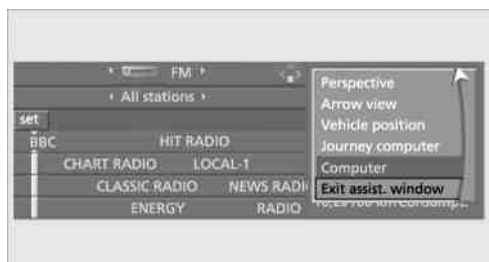 FM
All stations
set
BBC HIT RADIO
CHART RADIO LOCAL-1
CLASSIC RADIO NEWS RADI
ENERGY RADIO
Perspective
Arrow view
Vehicle position
Journey computer
Computer
Exit assist. window